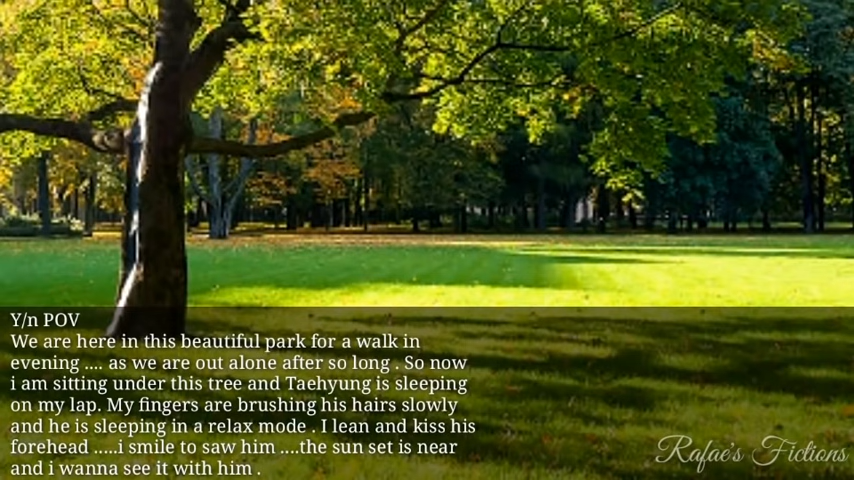 Y/n POV
We are here in this beautiful park for a walk in
evening .... as we are out alone after so long . So now
i am sitting under this tree and Taehyung is sleeping
on my lap. My fingers are brushing his hairs slowly
and he is sleeping in a relax mode . I lean and kiss his
forehead .....i smile to saw him ....the sun set is near
and i wanna see it with him .
Rafae's Fictions